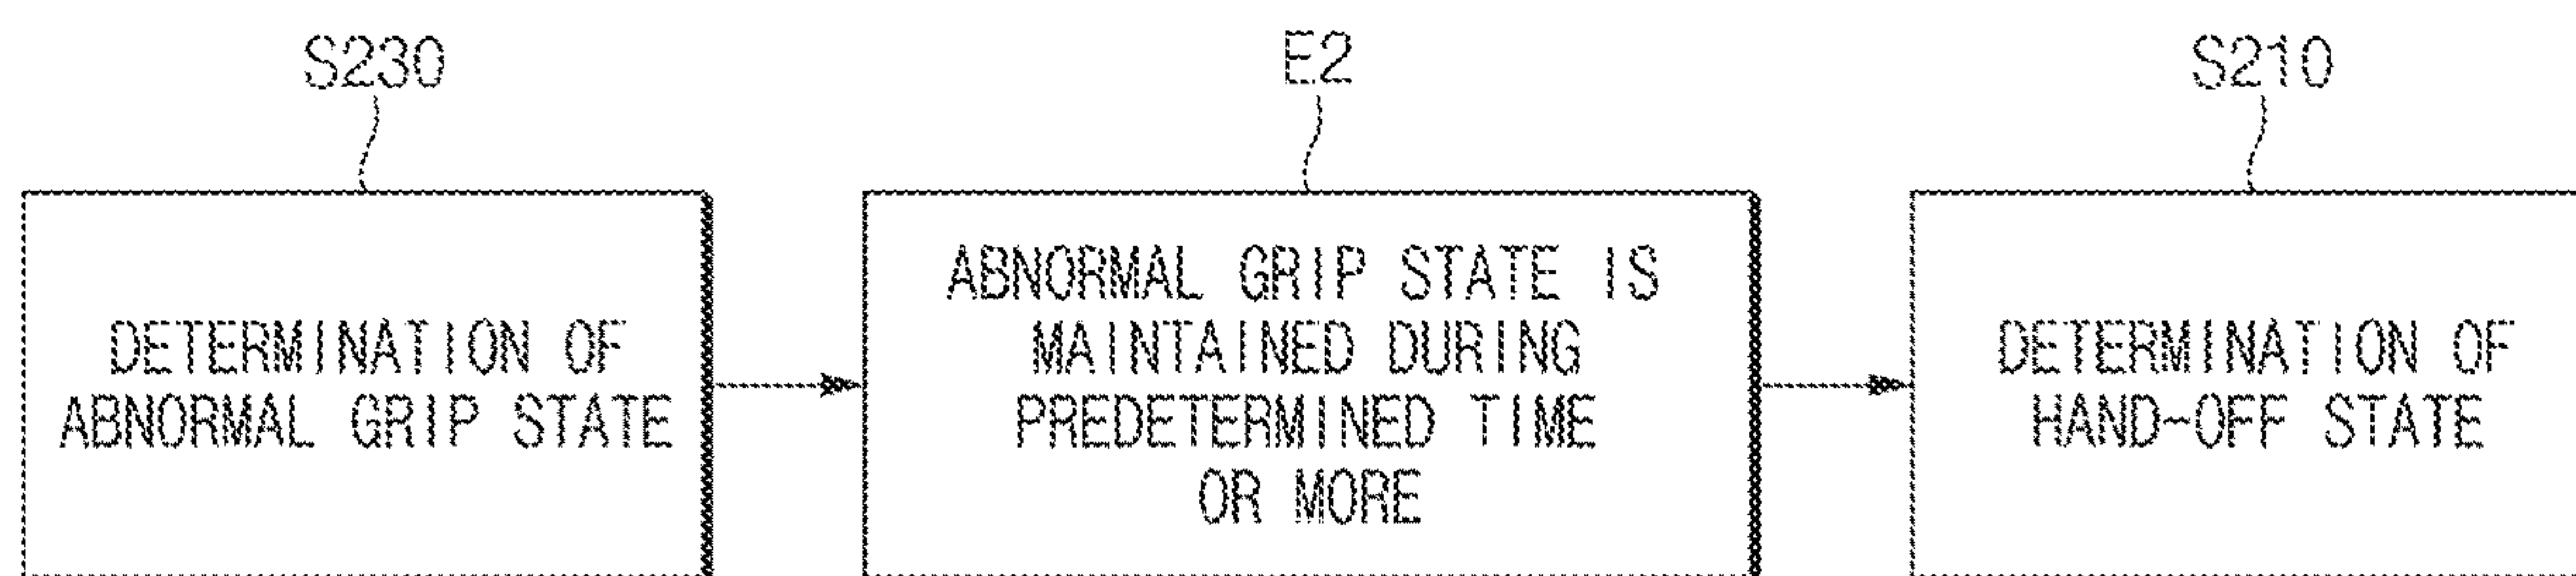 S230
E2
S210
DETERMINATION OF
ABNORMAL GRIP STATE
ABNORMAL GRIP STATE IS
MAINTAINED DURING
PREDETERMINED TIME
OR MORE
DETERMINATION OF
HAND-OFF STATE